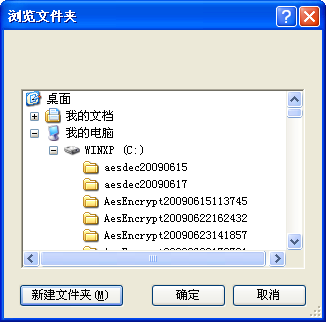 浏览文件夹
桌面
我的文档
我的电脑
WINXP (C:)
aesdec20090615
aesdec20090617
AesEncrypt20090615113745
AesEncrypt20090622162432
AesEncrypt20090623141857
新建文件夹(M)
确定
取消